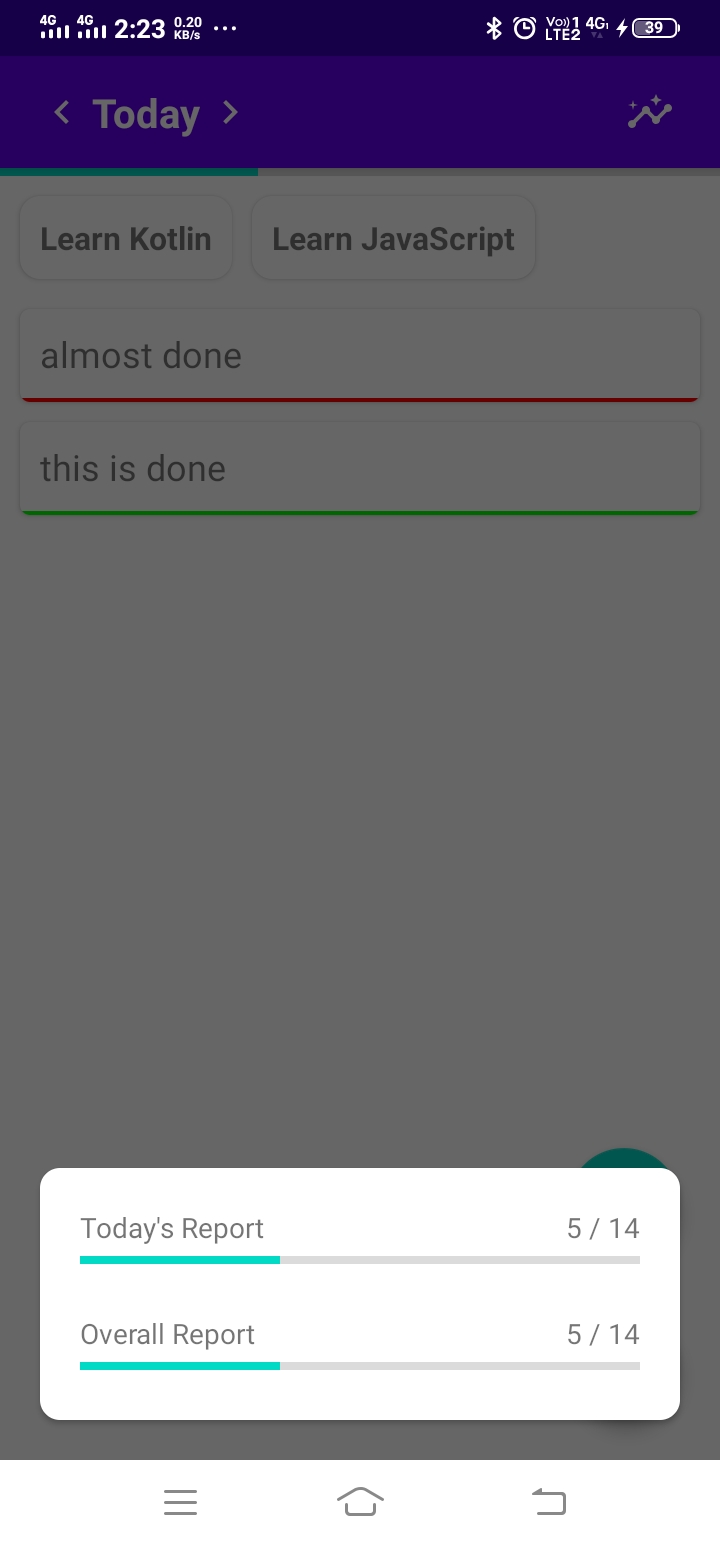 4G 4G 2:23 0.20 KB/s ... Vo)) 1 LTE2 4G 39
Today
Learn Kotlin Learn JavaScript
almost done
this is done
Today's Report 5 / 14
Overall Report 5 / 14